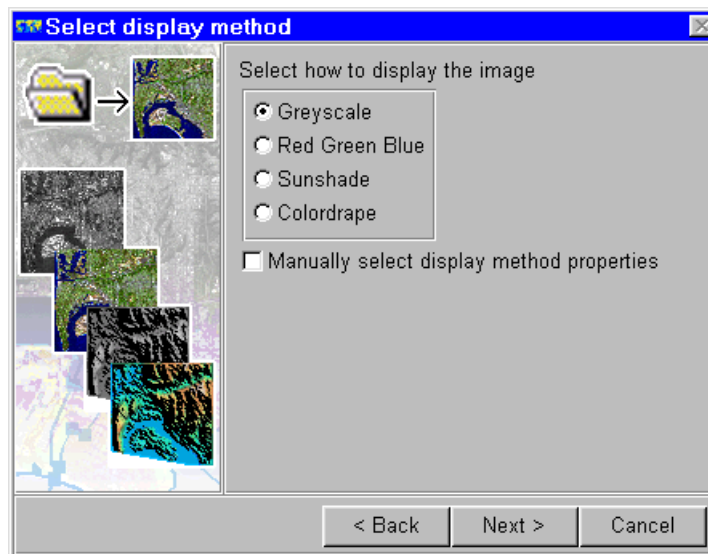 Select display method
Select how to display the image
Greyscale
Red Green Blue
Sunshade
Colordrape
Manually select display method properties
< Back
Next >
Cancel